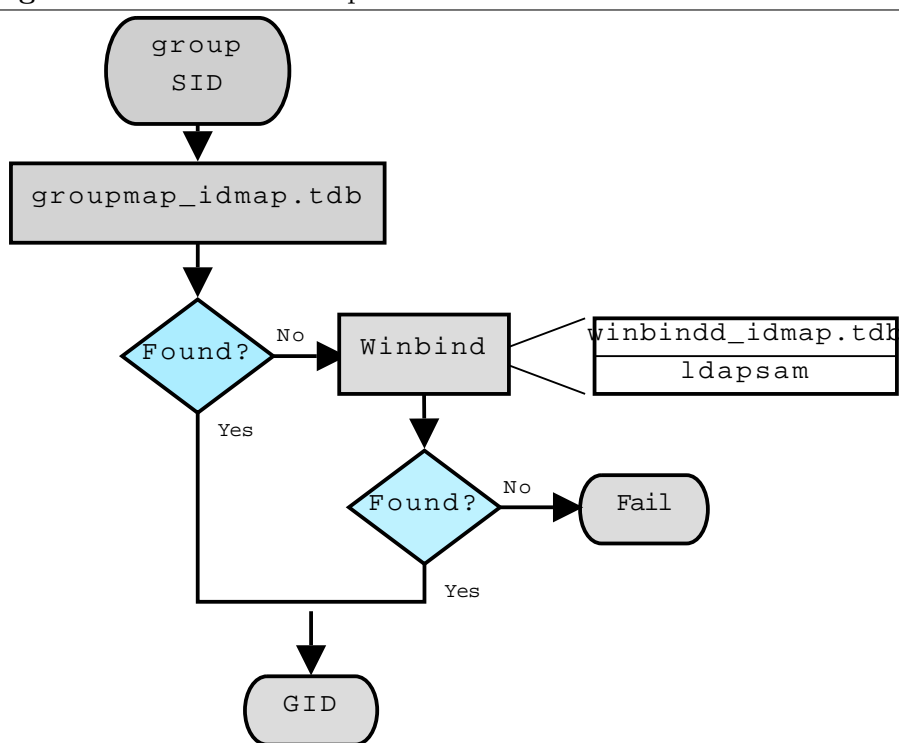 group
SID
groupmap_idmap.tdb
Found?
No
Winbind
winbindd_idmap.tdb
ldapsam
Yes
Found?
No
Fail
Yes
GID